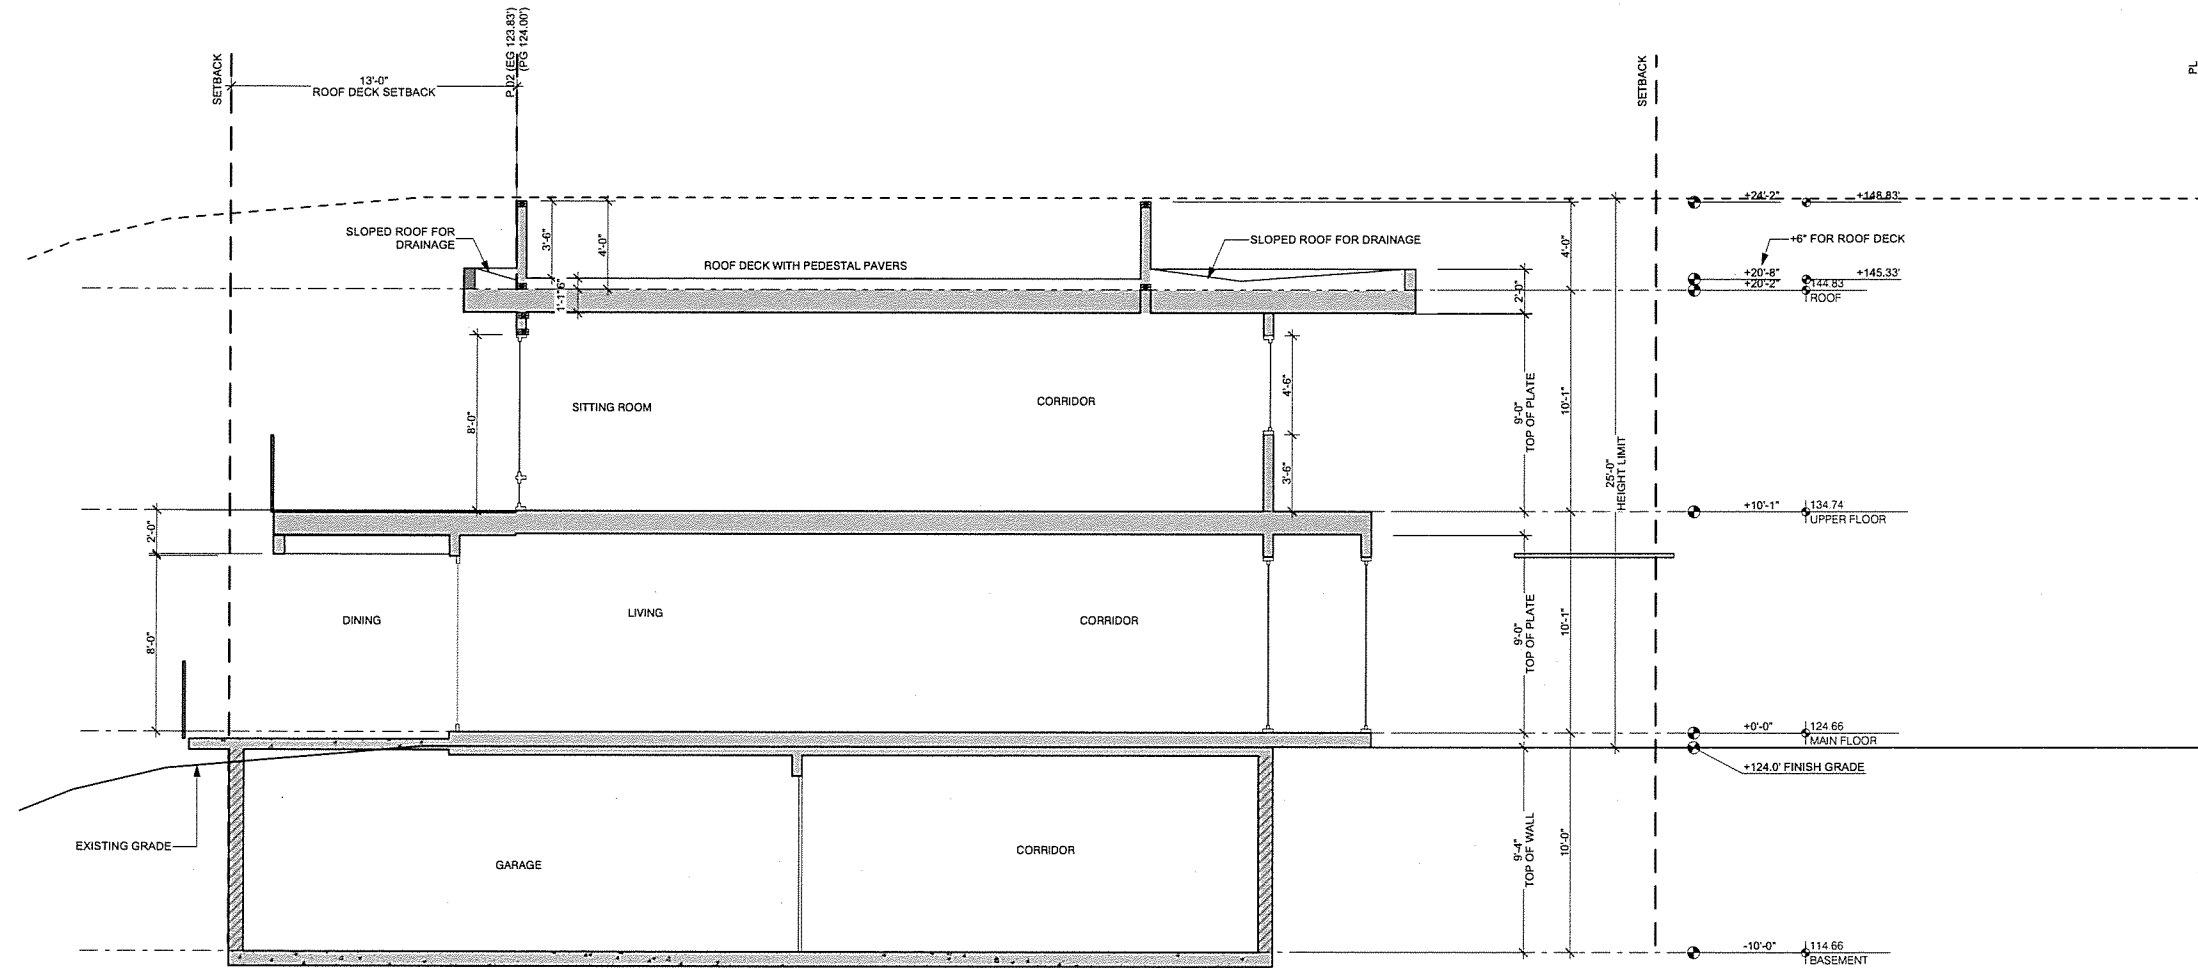 SETBACK
13'-0"
ROOF DECK SETBACK
P.02 (EG 123.83')
(PG 124.00')
SETBACK
PL
+24'-2"
+148.83'
SLOPED ROOF FOR
DRAINAGE
3'-6"
4'-0"
ROOF DECK WITH PEDESTAL PAVERS
SLOPED ROOF FOR DRAINAGE
4'-0"
+6" FOR ROOF DECK
+20'-8"
+145.33'
+20'-2"
144.83
ROOF
1'-1"
6"
2'-0"
8'-0"
SITTING ROOM
CORRIDOR
4'-6"
3'-6"
9'-0"
TOP OF PLATE
10'-1"
25'-0"
HEIGHT LIMIT
+10'-1"
134.74
UPPER FLOOR
2'-0"
8'-0"
DINING
LIVING
CORRIDOR
9'-0"
TOP OF PLATE
10'-1"
+0'-0"
124.66
MAIN FLOOR
+124.0' FINISH GRADE
EXISTING GRADE
GARAGE
CORRIDOR
9'-4"
TOP OF WALL
10'-0"
-10'-0"
114.66
BASEMENT